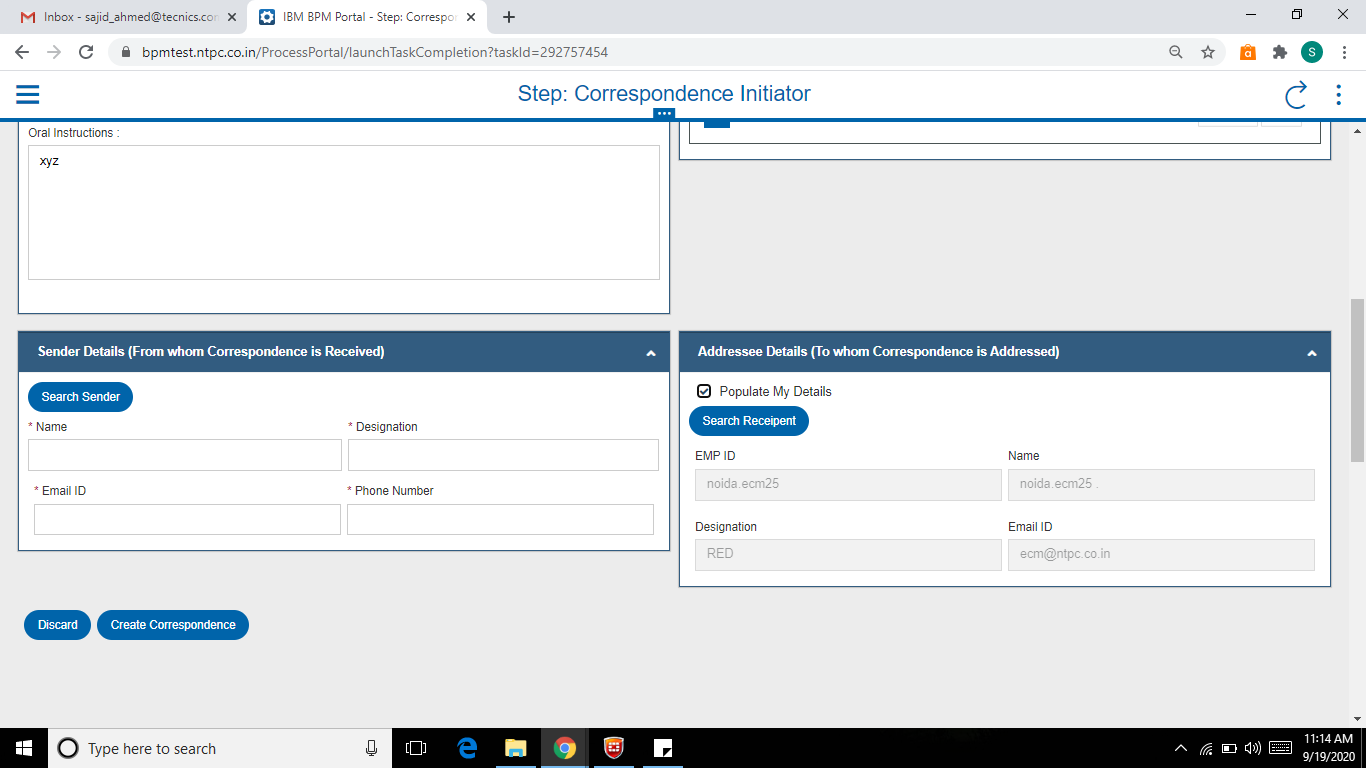 Inbox - sajid_ahmed@tecnics.con
IBM BPM Portal - Step: Correspon
bpmtest.ntpc.co.in/ProcessPortal/launchTaskCompletion?taskId=292757454
S
Step: Correspondence Initiator
Oral Instructions :
xyz
Sender Details (From whom Correspondence is Received)
Search Sender
* Name
* Designation
* Email ID
* Phone Number
Addressee Details (To whom Correspondence is Addressed)
Populate My Details
Search Receipent
EMP ID
Name
noida.ecm25
noida.ecm25 .
Designation
Email ID
RED
ecm@ntpc.co.in
Discard
Create Correspondence
Type here to search
11:14 AM
9/19/2020